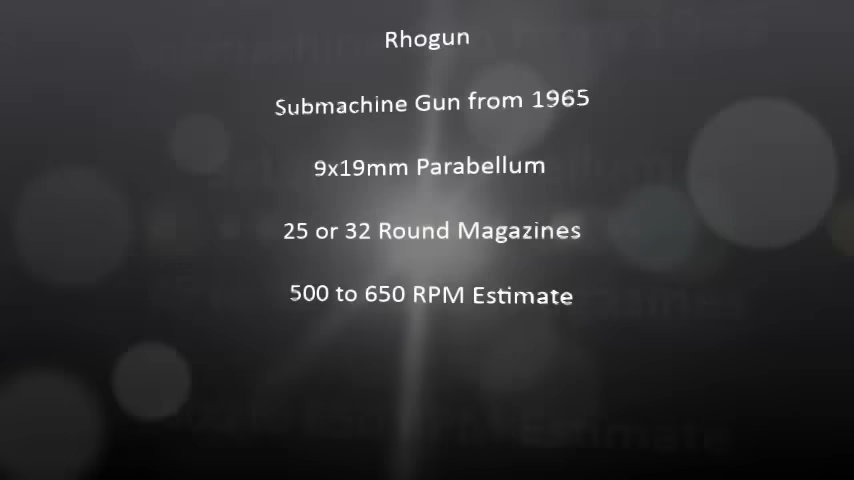 Rhogun
Submachine Gun from 1965
9x19mm Parabellum
25 or 32 Round Magazines
500 to 650 RPM Estimate